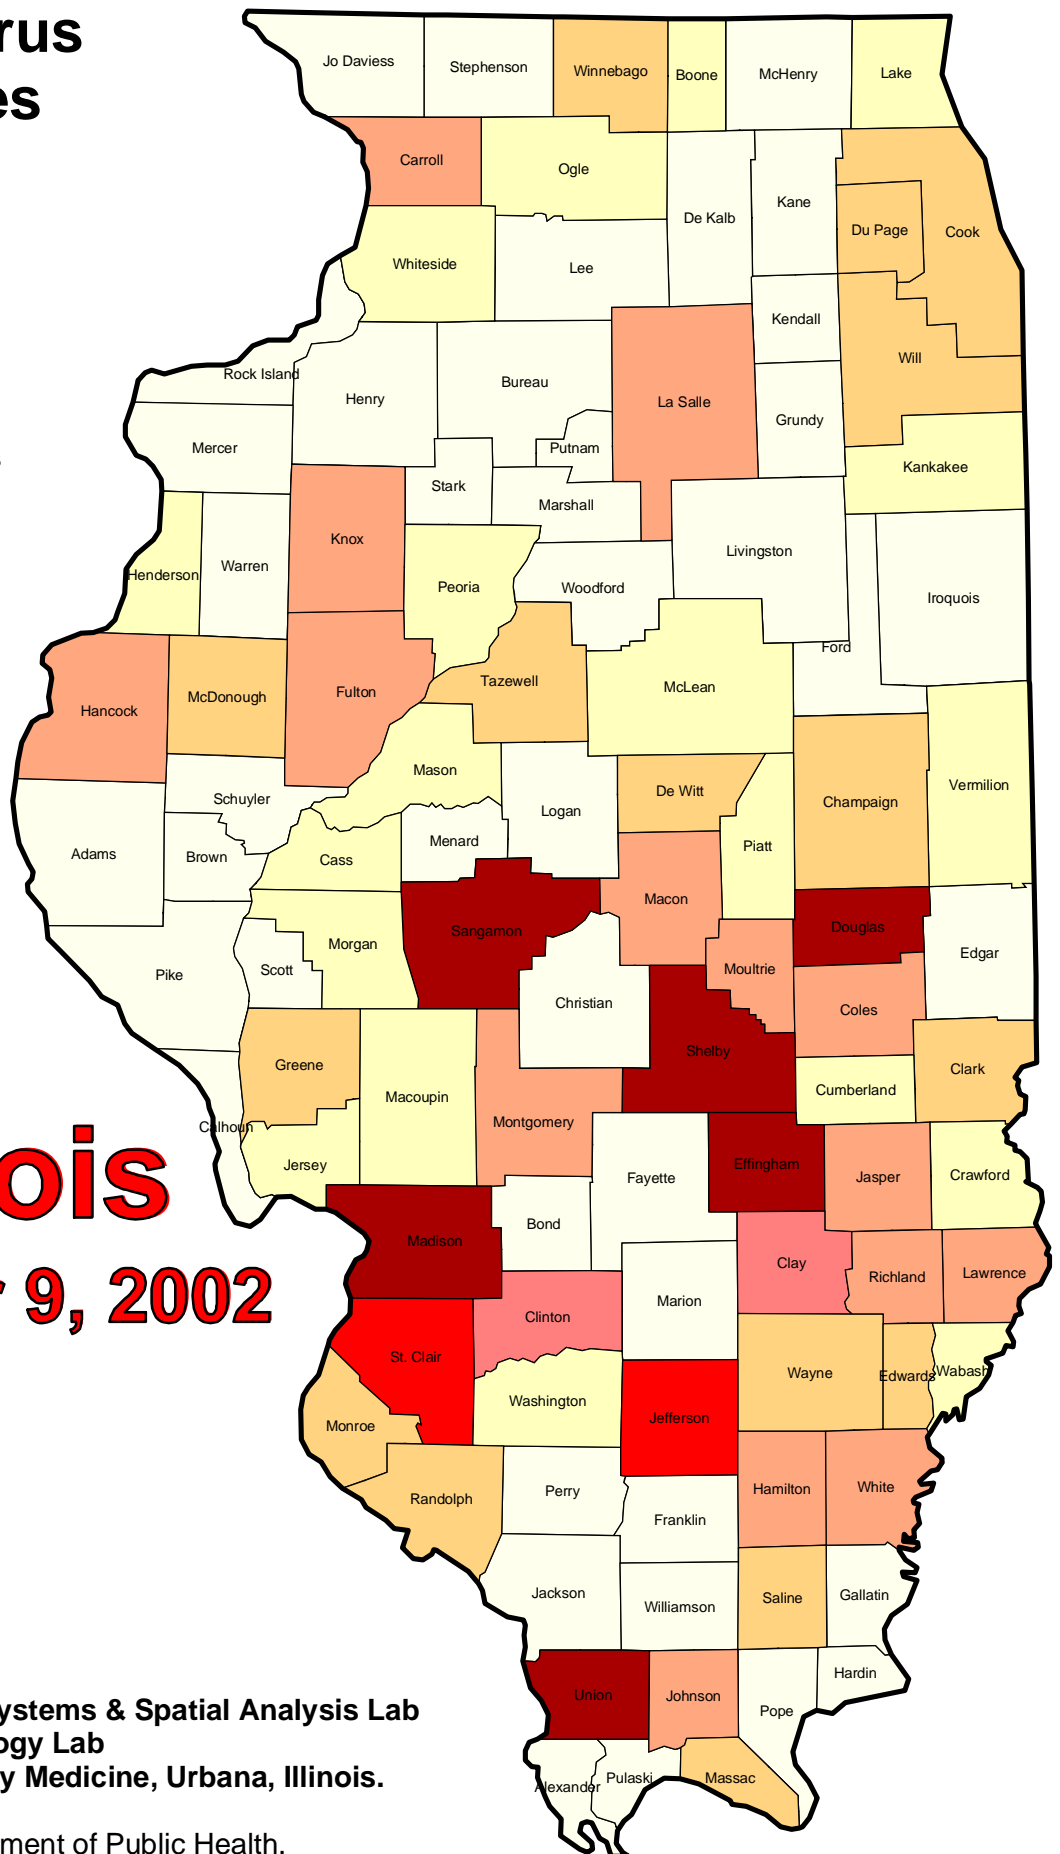 rus
es
Jo Daviess
Stephenson
Winnebago
Boone
McHenry
Lake
Carroll
Ogle
De Kalb
Kane
Du Page
Cook
Whiteside
Lee
Kendall
Will
Rock Island
Henry
Bureau
La Salle
Grundy
Mercer
Putnam
Kankakee
Stark
Marshall
Knox
Livingston
Henderson
Warren
Peoria
Woodford
Iroquois
Ford
Hancock
McDonough
Fulton
Tazewell
McLean
Mason
Vermilion
Schuyler
Logan
De Witt
Champaign
Adams
Brown
Cass
Menard
Piatt
Macon
Sangamon
Douglas
Morgan
Edgar
Pike
Scott
Moultrie
Christian
Coles
Shelby
Greene
Clark
Macoupin
Cumberland
Montgomery
Calhoun
Jersey
Fayette
Effingham
Jasper
Crawford
ois
Bond
Madison
Clay
Richland
Lawrence
r 9, 2002
Clinton
Marion
St. Clair
Wayne
Edwards
Wabash
Washington
Jefferson
Monroe
Randolph
Perry
Hamilton
White
Franklin
Jackson
Williamson
Saline
Gallatin
Hardin
Union
Johnson
Pope
ystems & Spatial Analysis Lab
ogy Lab
y Medicine, Urbana, Illinois.
Alexander
Pulaski
Massac
ment of Public Health.